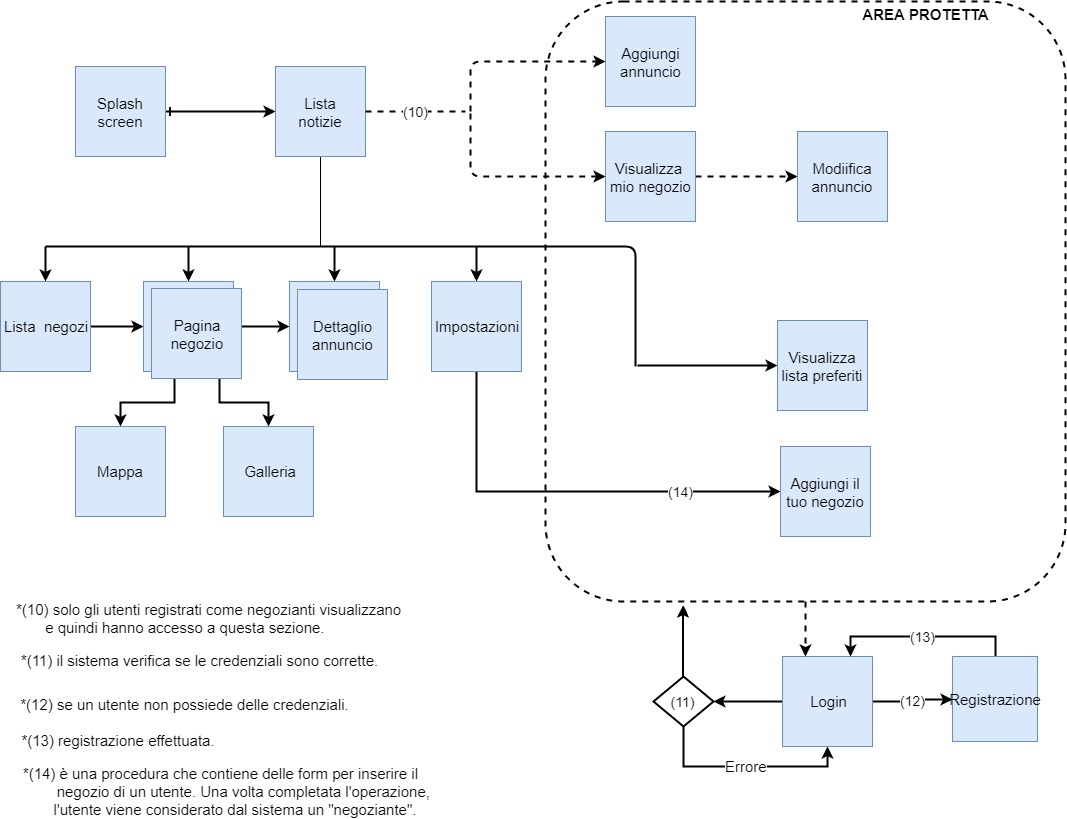 AREA PROTETTA
Aggiungi
annuncio
Splash
screen
Lista
notizie
(10)
Visualizza
mio negozio
Modiifica
annuncio
Lista negozi
Pagina
negozio
Dettaglio
annuncio
Impostazioni
Visualizza
lista preferiti
Mappa
Galleria
(14)
Aggiungi il
tuo negozio
*(10) solo gli utenti registrati come negozianti visualizzano
e quindi hanno accesso a questa sezione.
*(11) il sistema verifica se le credenziali sono corrette.
*(12) se un utente non possiede delle credenziali.
*(13) registrazione effettuata.
*(14) è una procedura che contiene delle form per inserire il
negozio di un utente. Una volta completata l'operazione,
l'utente viene considerato dal sistema un "negoziante".
(13)
(11)
Login
(12)
Registrazione
Errore